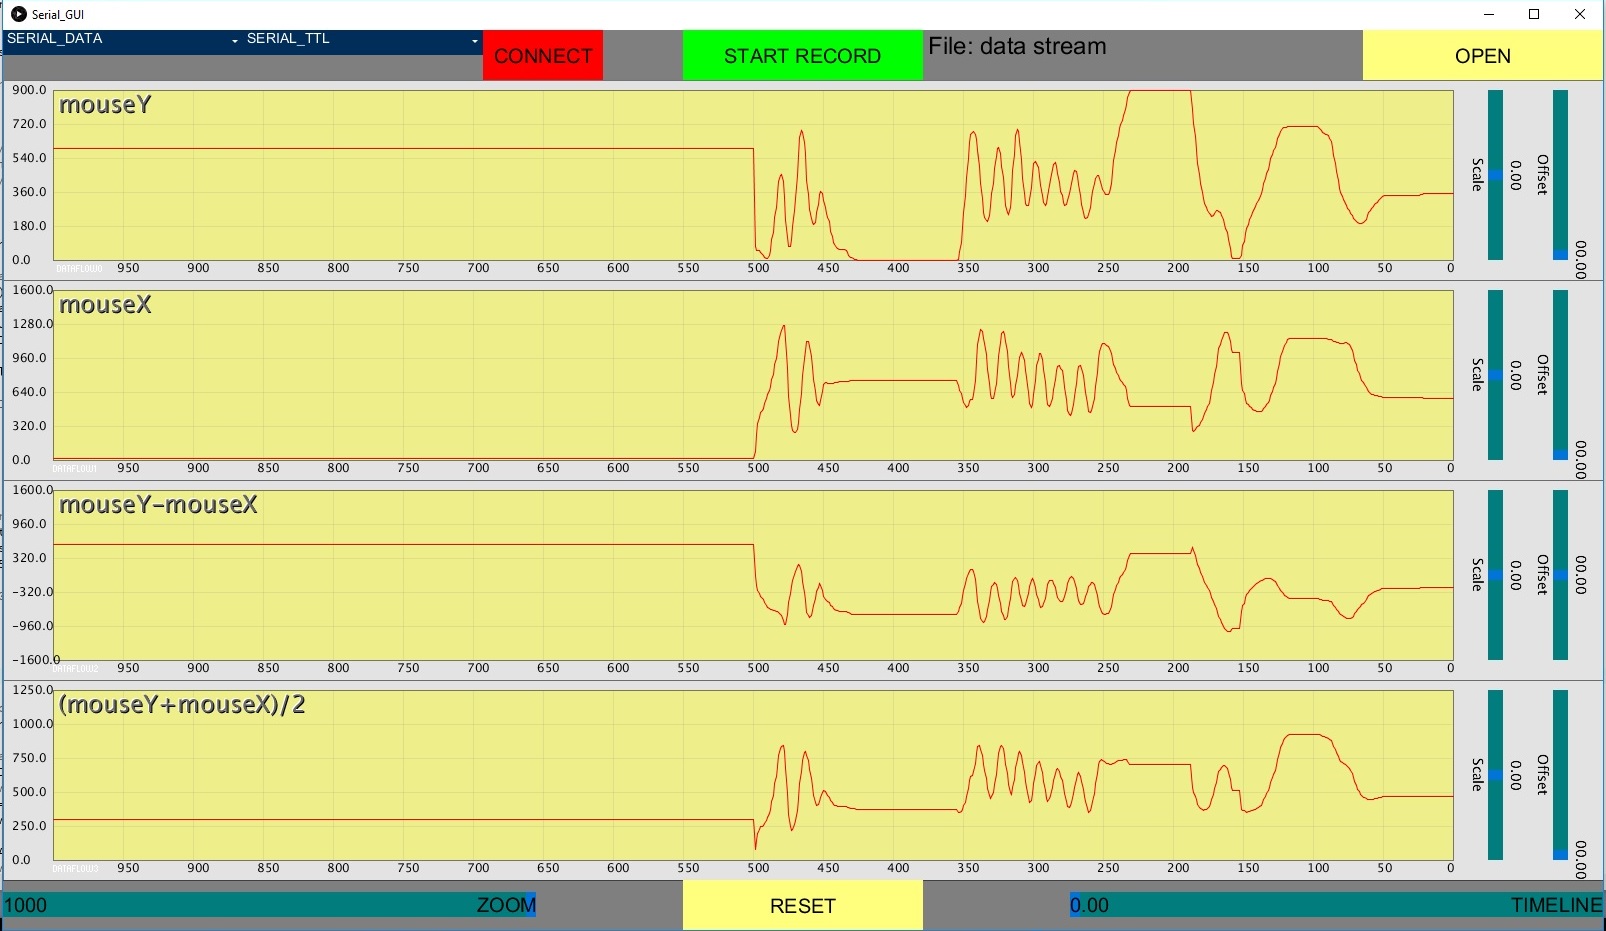 Serial_GUI
SERIAL_DATA SERIAL_TTL CONNECT START RECORD File: data stream OPEN
mouseY
900.0
720.0
540.0
360.0
180.0
0.0
DATAFLOW0 950 900 850 800 750 700 650 600 550 500 450 400 350 300 250 200 150 100 50 0
Scale 0.00 Offset 00.00
mouseX
1600.0
1280.0
960.0
640.0
320.0
0.0
DATAFLOW1 950 900 850 800 750 700 650 600 550 500 450 400 350 300 250 200 150 100 50 0
Scale 0.00 Offset 00.00
mouseY-mouseX
1600.0
960.0
320.0
-320.0
-960.0
-1600.0
DATAFLOW2 950 900 850 800 750 700 650 600 550 500 450 400 350 300 250 200 150 100 50 0
Scale 0.00 Offset 00.00
(mouseY+mouseX)/2
1250.0
1000.0
750.0
500.0
250.0
0.0
DATAFLOW3 950 900 850 800 750 700 650 600 550 500 450 400 350 300 250 200 150 100 50 0
Scale 0.00 Offset 00.00
1000 ZOOM RESET 0.00 TIMELINE